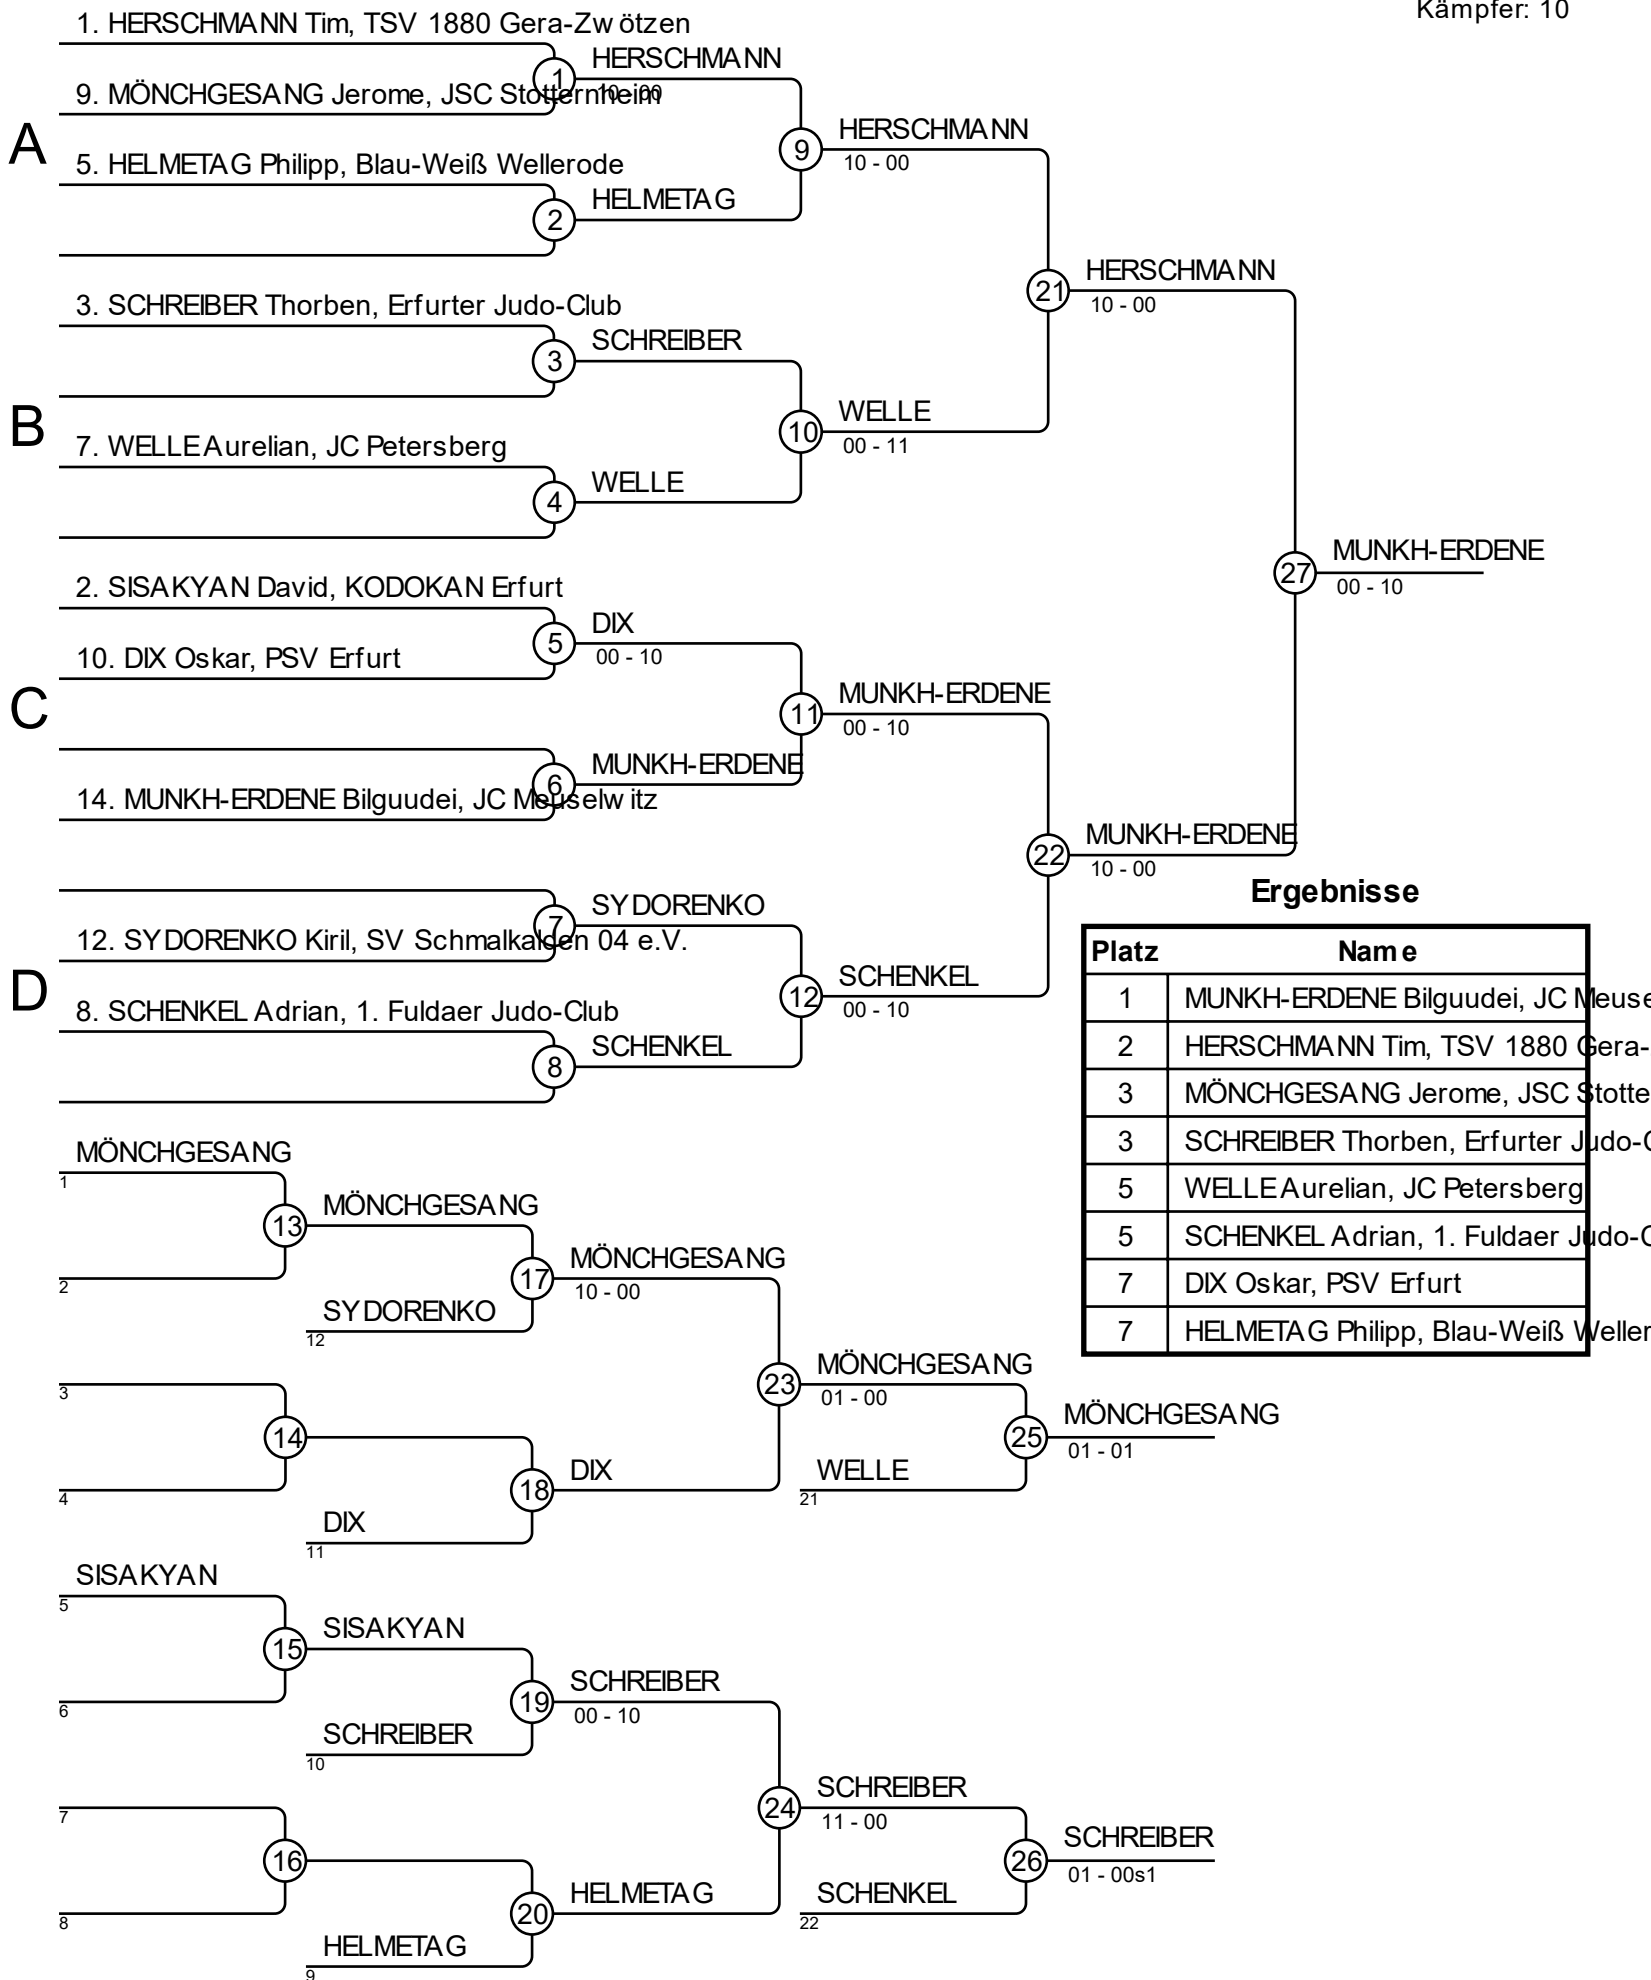 Kämpfer: 10
1. HERSCHMANN Tim, TSV 1880 Gera-Zwötzen
HERSCHMANN
1
10 - 00
9. MÖNCHGESANG Jerome, JSC Stotternheim
A
HERSCHMANN
9
10 - 00
5. HELMETAG Philipp, Blau-Weiß Wellerode
HELMETAG
2
HERSCHMANN
21
10 - 00
3. SCHREIBER Thorben, Erfurter Judo-Club
SCHREIBER
3
B
WELLE
10
00 - 11
7. WELLE Aurelian, JC Petersberg
WELLE
4
MUNKH-ERDENE
27
00 - 10
2. SISAKYAN David, KODOKAN Erfurt
DIX
5
00 - 10
10. DIX Oskar, PSV Erfurt
C
MUNKH-ERDENE
11
00 - 10
MUNKH-ERDENE
6
14. MUNKH-ERDENE Bilguudei, JC Meuselwitz
MUNKH-ERDENE
22
10 - 00
SYDORENKO
7
12. SYDORENKO Kiril, SV Schmalkalden 04 e.V.
D
SCHENKEL
12
00 - 10
8. SCHENKEL Adrian, 1. Fuldaer Judo-Club
SCHENKEL
8
Ergebnisse
Platz Name
1 MUNKH-ERDENE Bilguudei, JC Meuse
2 HERSCHMANN Tim, TSV 1880 Gera-
3 MÖNCHGESANG Jerome, JSC Stotte
3 SCHREIBER Thorben, Erfurter Judo-C
5 WELLE Aurelian, JC Petersberg
5 SCHENKEL Adrian, 1. Fuldaer Judo-C
7 DIX Oskar, PSV Erfurt
7 HELMETAG Philipp, Blau-Weiß Weller
MÖNCHGESANG
1
MÖNCHGESANG
13
2
MÖNCHGESANG
17
10 - 00
SYDORENKO
12
3
14
4
MÖNCHGESANG
23
01 - 00
MÖNCHGESANG
25
01 - 01
DIX
18
WELLE
21
DIX
11
SISAKYAN
5
SISAKYAN
15
6
SCHREIBER
19
00 - 10
SCHREIBER
10
7
16
8
SCHREIBER
24
11 - 00
SCHREIBER
26
01 - 00s1
HELMETAG
20
SCHENKEL
22
HELMETAG
9